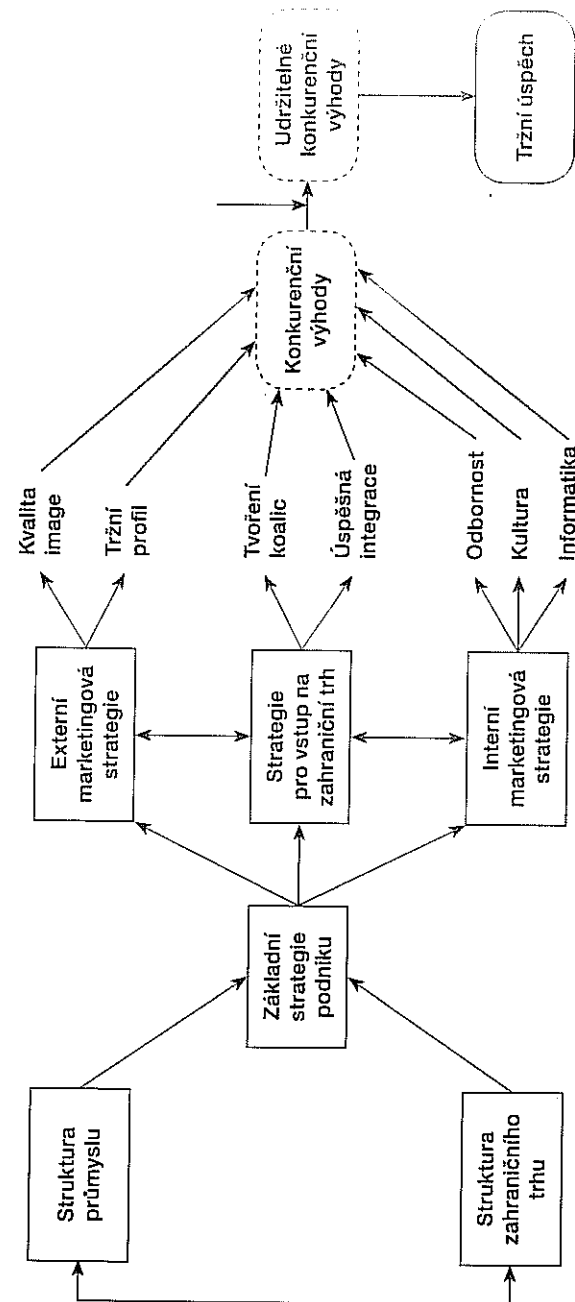 Struktura
průmyslu
Struktura
zahraničního
trhu
Základní
strategie
podniku
Externí
marketingová
strategie
Strategie
pro vstup na
zahraniční trh
Interní
marketingová
strategie
Kvalita
image
Tržní
profil
Tvoření
koalic
Úspěšná
integrace
Odbornost
Kultura
Informatika
Konkurenční
výhody
Udržitelné
konkurenční
výhody
Tržní úspěch